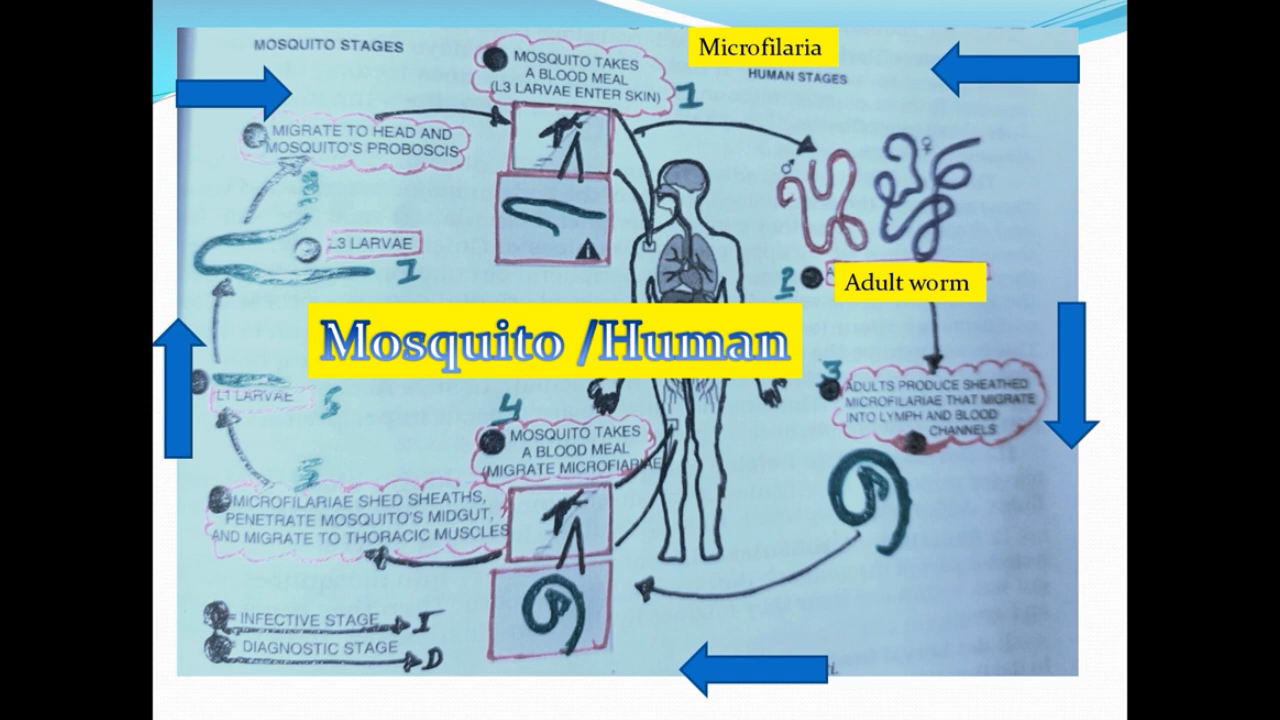 MOSQUITO STAGES
Microfilaria
HUMAN STAGES
MOSQUITO TAKES
A BLOOD MEAL
(L3 LARVAE ENTER SKIN)
1
MIGRATE TO HEAD AND
MOSQUITO'S PROBOSCIS
♂
♀
L3 LARVAE
I
2
Adult worm
Mosquito /Human
L1 LARVAE
5
3
ADULTS PRODUCE SHEATHED
MICROFILARIAE THAT MIGRATE
INTO LYMPH AND BLOOD
CHANNELS
4
MOSQUITO TAKES
A BLOOD MEAL
(MIGRATE MICROFIARIAE
MICROFILARIAE SHED SHEATHS,
PENETRATE MOSQUITO'S MIDGUT,
AND MIGRATE TO THORACIC MUSCLES
= INFECTIVE STAGE I
= DIAGNOSTIC STAGE D